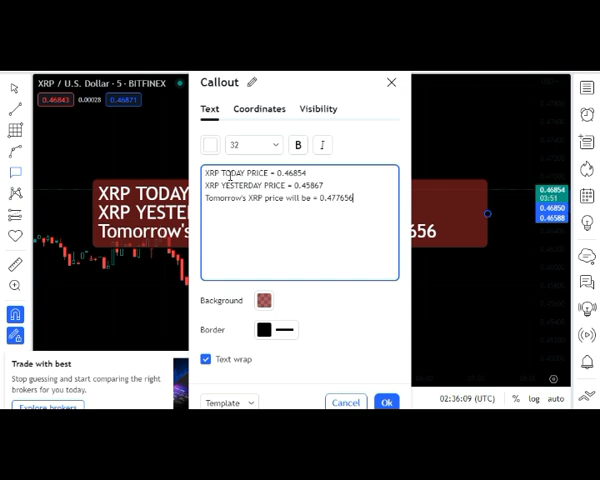 XRP / U.S. Dollar · 5 · BITFINEX
0.46843
0.00028
0.46871
Callout
Text
Coordinates
Visibility
32
B
I
XRP TODAY PRICE = 0.46854
XRP YESTERDAY PRICE = 0.45867
Tomorrow's XRP price will be = 0.477656
XRP TODAY
XRP YESTE
Tomorrow's
656
0.46854
03:51
0.46850
0.46588
Background
Border
Text wrap
Trade with best
Stop guessing and start comparing the right
brokers for you today.
Explore brokers
Template
Cancel
Ok
02:36:09 (UTC)
%
log
auto